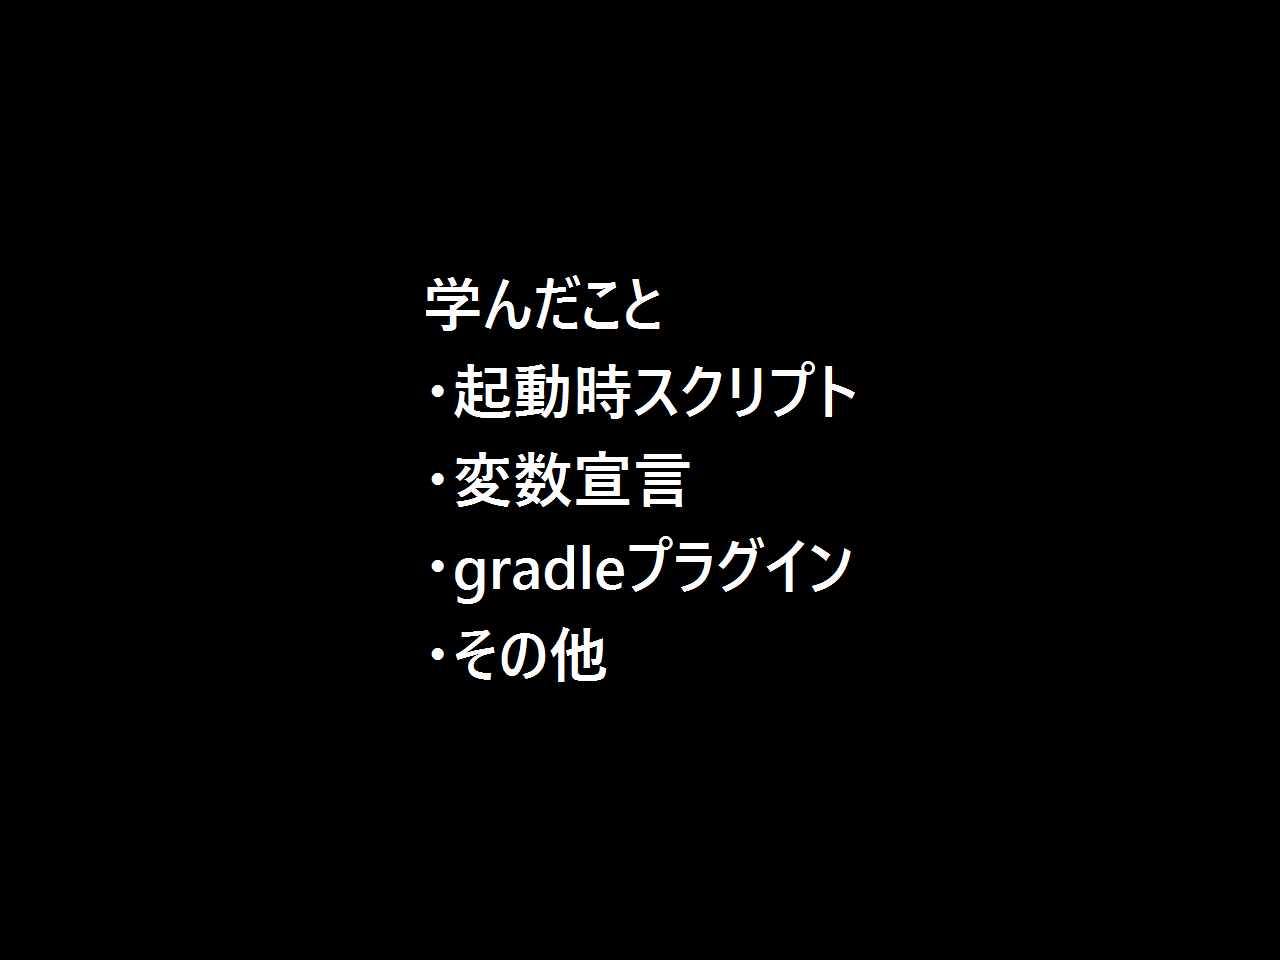 学んだこと
・起動時スクリプト
・変数宣言
・gradleプラグイン
・その他